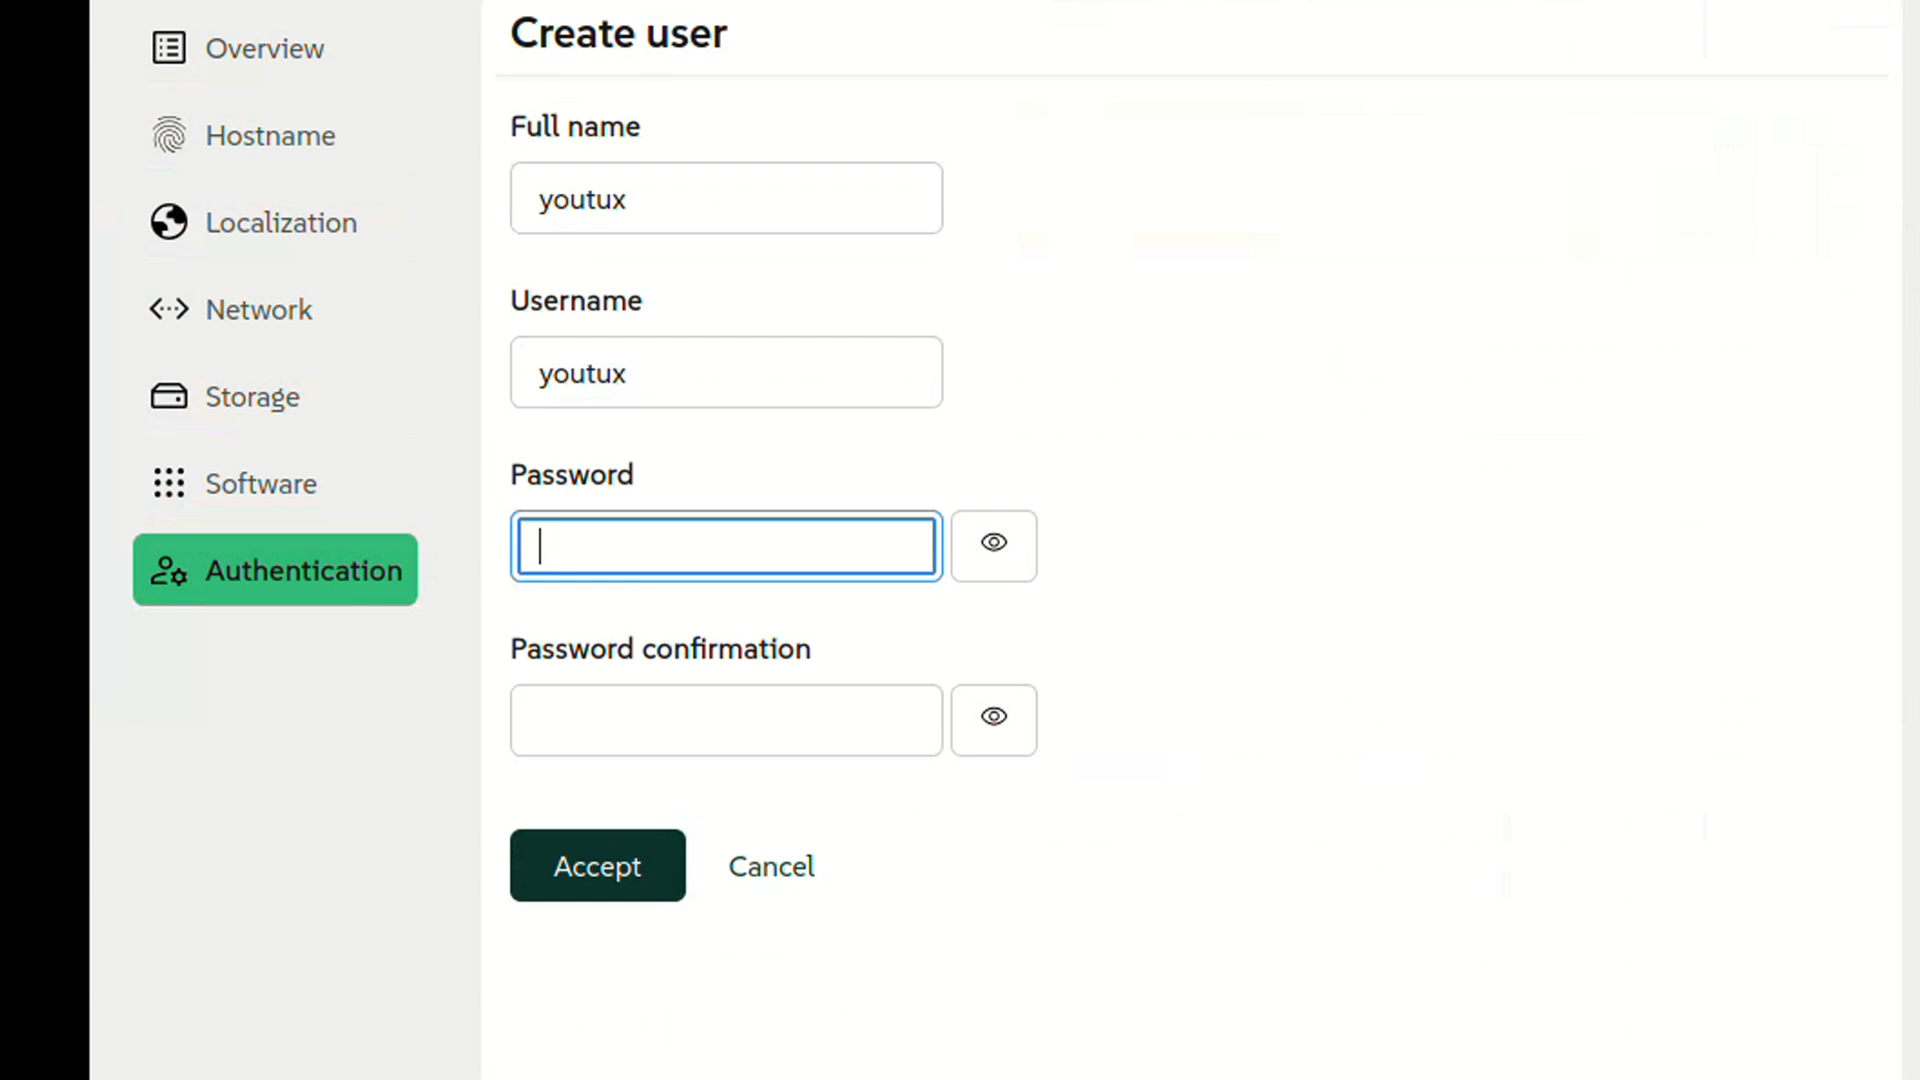 Overview
Hostname
Localization
Network
Storage
Software
Authentication
Create user
Full name
youtux
Username
youtux
Password
Password confirmation
Accept
Cancel